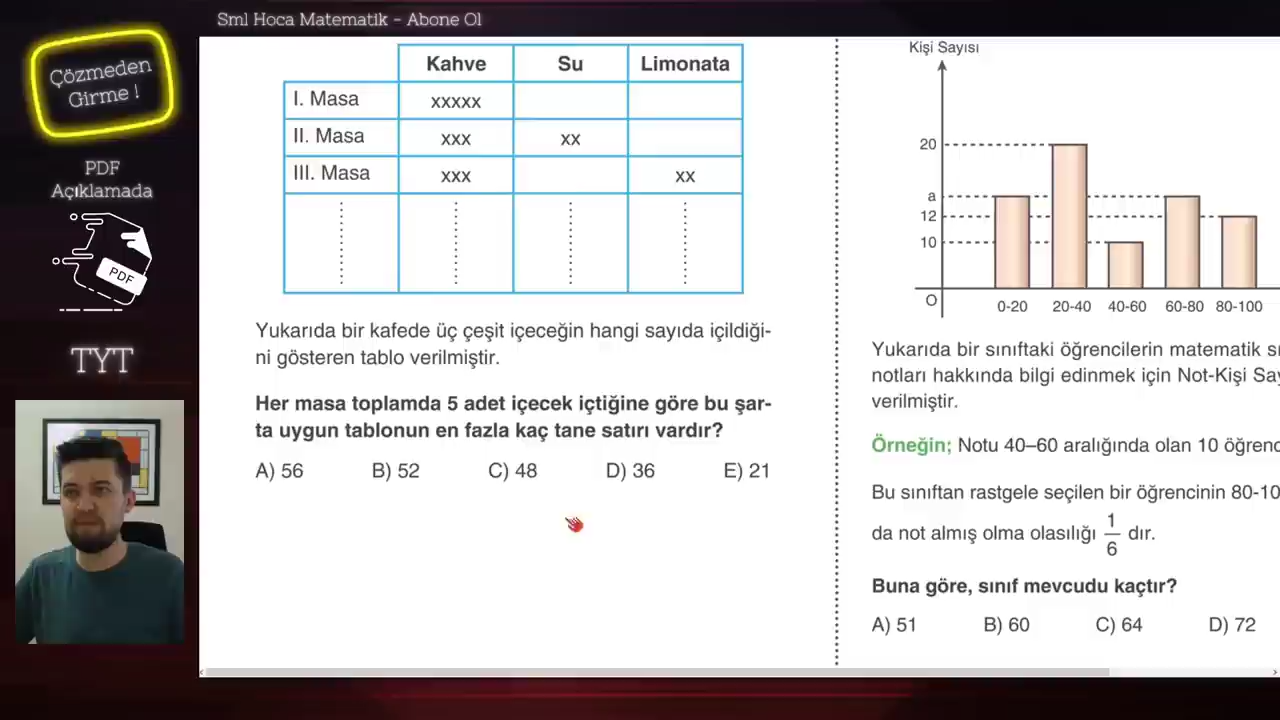 Sml Hoca Matematik - Abone Ol
Çözmeden
Girme !
PDF
Açıklamada
PDF
TYT
Kahve Su Limonata
I. Masa xxxxx
II. Masa xxx xx
III. Masa xxx xx
Yukarıda bir kafede üç çeşit içeceğin hangi sayıda içildiği-
ni gösteren tablo verilmiştir.
Her masa toplamda 5 adet içecek içtiğine göre bu şar-
ta uygun tablonun en fazla kaç tane satırı vardır?
A) 56 B) 52 C) 48 D) 36 E) 21
Kişi Sayısı
20
a
12
10
O
0-20 20-40 40-60 60-80 80-100
Yukarıda bir sınıftaki öğrencilerin matematik
notları hakkında bilgi edinmek için Not-Kişi
verilmiştir.
Örneğin; Notu 40–60 aralığında olan 10
Bu sınıftan rastgele seçilen bir öğrencinin
da not almış olma olasılığı 1/6 dır.
Buna göre, sınıf mevcudu kaçtır?
A) 51 B) 60 C) 64 D) 72